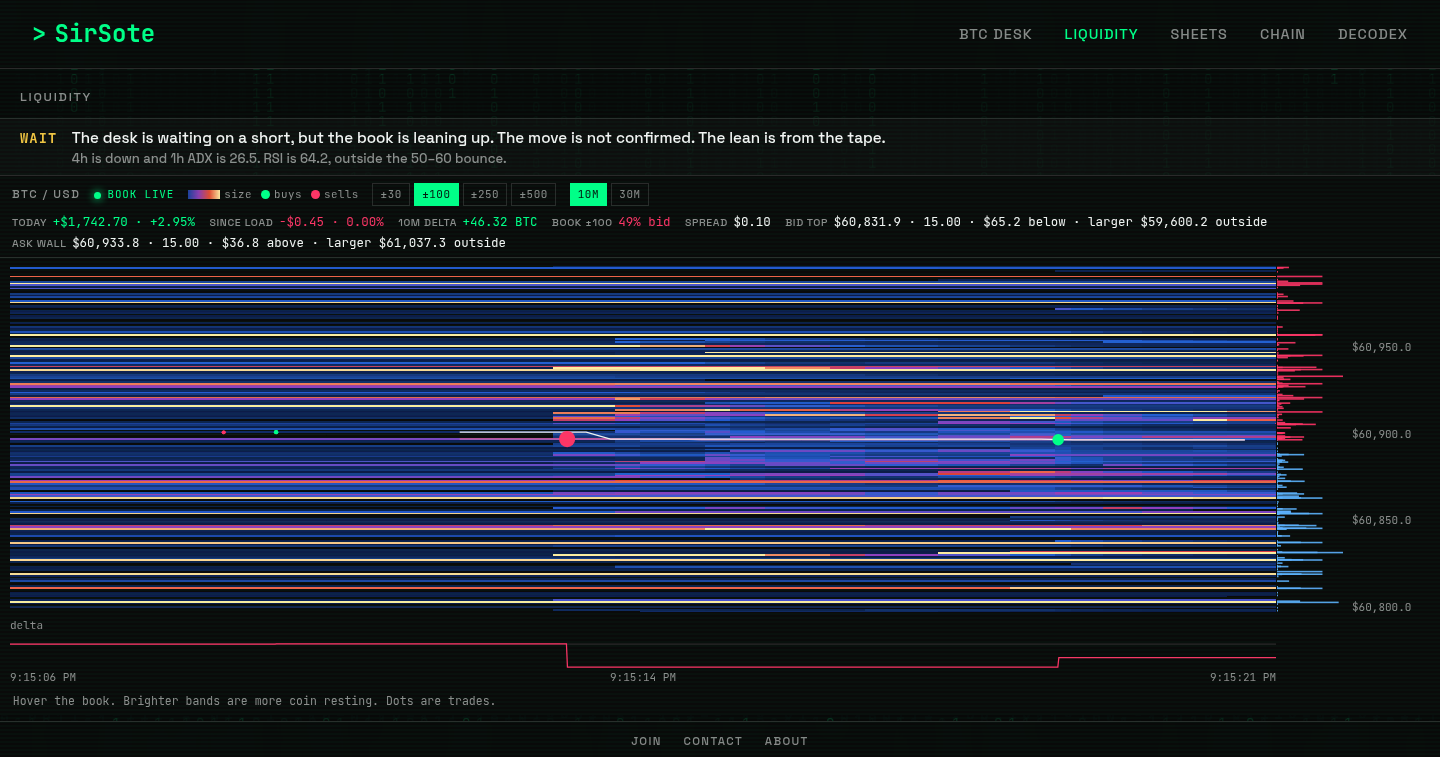 > SirSote
BTC DESK LIQUIDITY SHEETS CHAIN DECODEX
LIQUIDITY
WAIT The desk is waiting on a short, but the book is leaning up. The move is not confirmed. The lean is from the tape.
4h is down and 1h ADX is 26.5. RSI is 64.2, outside the 50–60 bounce.
BTC / USD BOOK LIVE size buys sells ±30 ±100 ±250 ±500 10M 30M
TODAY +$1,742.70 · +2.95% SINCE LOAD -$0.45 · 0.00% 10M DELTA +46.32 BTC BOOK ±100 49% bid SPREAD $0.10 BID TOP $60,831.9 · 15.00 · $65.2 below · larger $59,600.2 outside
ASK WALL $60,933.8 · 15.00 · $36.8 above · larger $61,037.3 outside
$60,950.0
$60,900.0
$60,850.0
$60,800.0
delta
9:15:06 PM 9:15:14 PM 9:15:21 PM
Hover the book. Brighter bands are more coin resting. Dots are trades.
JOIN CONTACT ABOUT